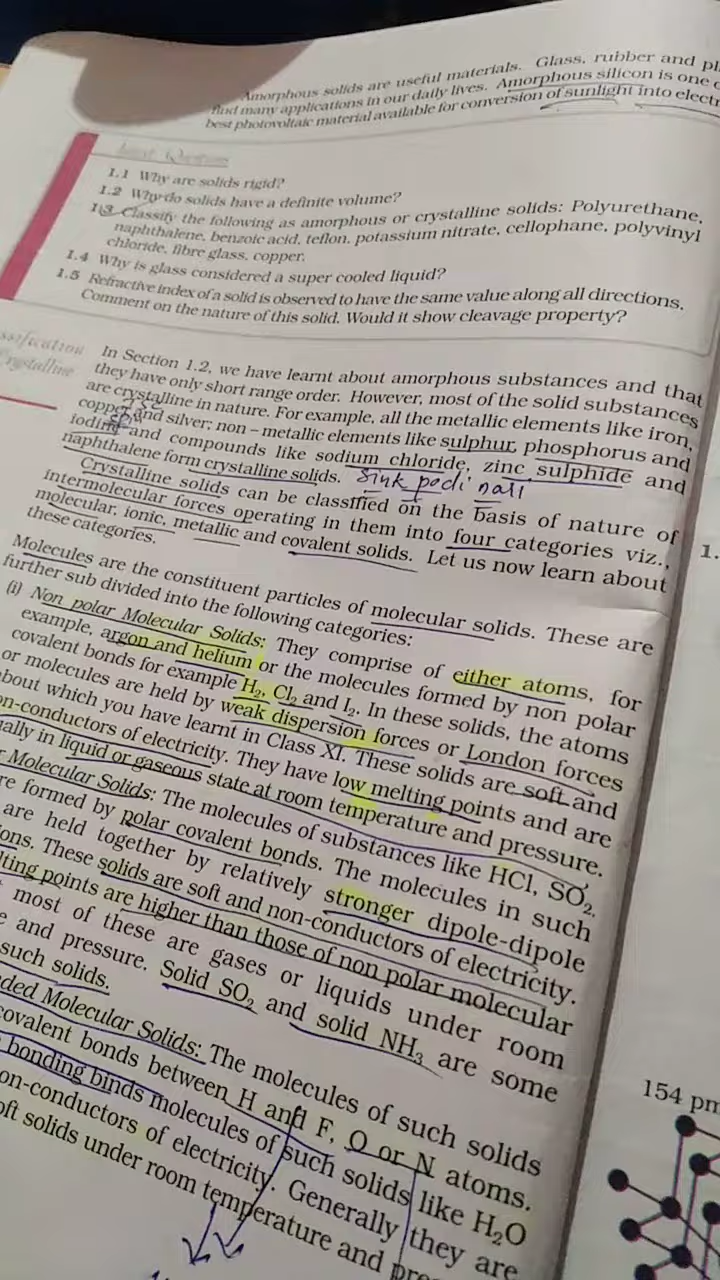 Amorphous solids are useful materials. Glass, rubber and pl
find many applications in our daily lives. Amorphous silicon is one o
best photovoltaic material available for conversion of sunlight into electr
Questions
1.1 Why are solids rigid?
1.2 Why do solids have a definite volume?
1.3 Classify the following as amorphous or crystalline solids: Polyurethane,
naphthalene, benzoic acid, teflon, potassium nitrate, cellophane, polyvinyl
chloride, fibre glass, copper.
1.4 Why is glass considered a super cooled liquid?
1.5 Refractive index of a solid is observed to have the same value along all directions.
Comment on the nature of this solid. Would it show cleavage property?
ssification
Crystalline
In Section 1.2, we have learnt about amorphous substances and that
they have only short range order. However, most of the solid substances
are crystalline in nature. For example, all the metallic elements like iron,
copper and silver; non – metallic elements like sulphur, phosphorus and
iodine and compounds like sodium chloride, zinc sulphide and
naphthalene form crystalline solids. Sink podi nall
Crystalline solids can be classified on the basis of nature of
intermolecular forces operating in them into four categories viz.,
molecular, ionic, metallic and covalent solids. Let us now learn about
these categories.
1.
Molecules are the constituent particles of molecular solids. These are
further sub divided into the following categories:
(i) Non polar Molecular Solids: They comprise of either atoms, for
example, argon and helium or the molecules formed by non polar
covalent bonds for example H₂, Cl₂ and I₂. In these solids, the atoms
or molecules are held by weak dispersion forces or London forces
about which you have learnt in Class XI. These solids are soft and
on-conductors of electricity. They have low melting points and are
ally in liquid or gaseous state at room temperature and pressure.
r Molecular Solids: The molecules of substances like HCl, SO₂,
re formed by polar covalent bonds. The molecules in such
are held together by relatively stronger dipole-dipole
ons. These solids are soft and non-conductors of electricity.
lting points are higher than those of non polar molecular
most of these are gases or liquids under room
e and pressure. Solid SO₂ and solid NH₃ are some
such solids.
ded Molecular Solids: The molecules of such solids
covalent bonds between H and F, O or N atoms.
bonding binds molecules of such solids like H₂O
on-conductors of electricity. Generally they are
oft solids under room temperature and pre
154 pm